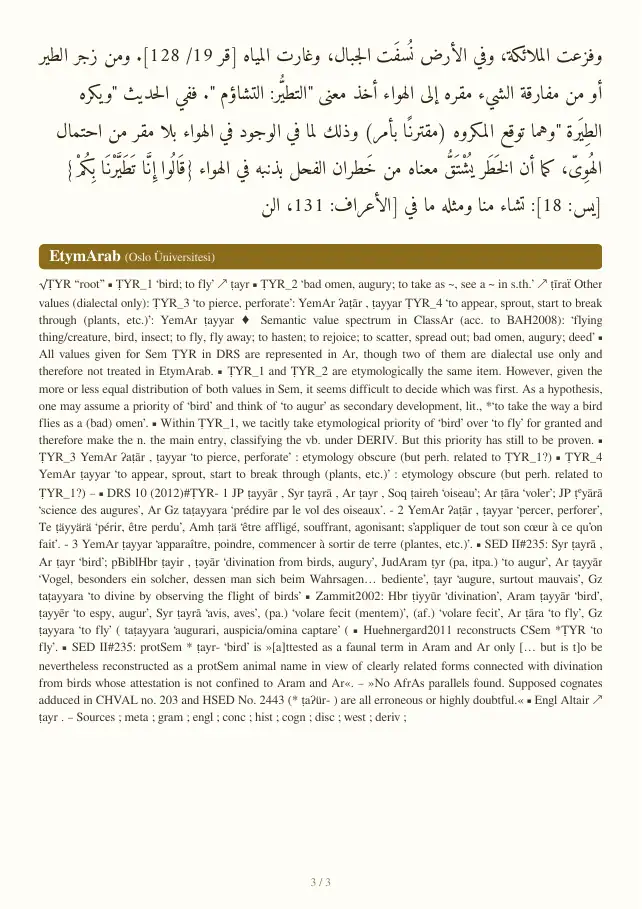 وفزعت الملائكة، وفي الأرض نُسفَت الجبال، وغارت المياه [قر 19/ 128]. ومن زجر الطير
أو من مفارقة الشيء مقره إلى الهواء أخذ معنى "التطيُّر: التشاؤم ". ففي الحديث "ويكره
الطِيَرة "وهما توقع المكروه (مقترنًا بأمر) وذلك لما في الوجود في الهواء بلا مقر من احتمال
الهُوِىّ، كما أن الخَطَر يُشْتَقُّ معناه من خَطران الفحل بذنبه في الهواء {قَالُوا إِنَّا تَطَيَّرْنَا بِكُمْ}
[يس: 18]: تشاء منا ومثله ما في [الأعراف: 131، الن
EtymArab (Oslo Üniversitesi)
√ṬYR “root” ▪ ṬYR_1 ‘bird; to fly’ ↗ ṭayr ▪ ṬYR_2 ‘bad omen, augury; to take as ~, see a ~ in s.th.’ ↗ ṭīraẗ Other
values (dialectal only): ṬYR_3 ‘to pierce, perforate’: YemAr ʔaṭār , ṭayyar ṬYR_4 ‘to appear, sprout, start to break
through (plants, etc.)’: YemAr ṭayyar ♦ Semantic value spectrum in ClassAr (acc. to BAH2008): ‘flying
thing/creature, bird, insect; to fly, fly away; to hasten; to rejoice; to scatter, spread out; bad omen, augury; deed’ ▪
All values given for Sem ṬYR in DRS are represented in Ar, though two of them are dialectal use only and
therefore not treated in EtymArab. ▪ ṬYR_1 and ṬYR_2 are etymologically the same item. However, given the
more or less equal distribution of both values in Sem, it seems difficult to decide which was first. As a hypothesis,
one may assume a priority of ‘bird’ and think of ‘to augur’ as secondary development, lit., *‘to take the way a bird
flies as a (bad) omen’. ▪ Within ṬYR_1, we tacitly take etymological priority of ‘bird’ over ‘to fly’ for granted and
therefore make the n. the main entry, classifying the vb. under DERIV. But this priority has still to be proven. ▪
ṬYR_3 YemAr ʔaṭār , ṭayyar ‘to pierce, perforate’ : etymology obscure (but perh. related to ṬYR_1?) ▪ ṬYR_4
YemAr ṭayyar ‘to appear, sprout, start to break through (plants, etc.)’ : etymology obscure (but perh. related to
ṬYR_1?) – ▪ DRS 10 (2012)#ṬYR- 1 JP ṭayyār , Syr ṭayrā , Ar ṭayr , Soq ṭaireh ‘oiseau’; Ar ṭāra ‘voler’; JP ṭᵊyārā
‘science des augures’, Ar Gz taṭayyara ‘prédire par le vol des oiseaux’. - 2 YemAr ʔaṭār , ṭayyar ‘percer, perforer’,
Te ṭäyyärä ‘périr, être perdu’, Amh ṭarä ‘être affligé, souffrant, agonisant; s'appliquer de tout son cœur à ce qu'on
fait’. - 3 YemAr ṭayyar ‘apparaître, poindre, commencer à sortir de terre (plantes, etc.)’. ▪ SED II#235: Syr ṭayrā ,
Ar ṭayr ‘bird’; pBiblHbr ṭayir , ṭayār ‘divination from birds, augury’, JudAram ṭyr (pa, itpa.) ‘to augur’, Ar ṭayyār
‘Vogel, besonders ein solcher, dessen man sich beim Wahrsagen… bediente’, ṭayr ‘augure, surtout mauvais’, Gz
taṭayyara ‘to divine by observing the flight of birds’ ▪ Zammit2002: Hbr ṭiyyūr ‘divination’, Aram ṭayyār ‘bird’,
ṭayyēr ‘to espy, augur’, Syr ṭayrā ‘avis, aves’, (pa.) ‘volare fecit (mentem)’, (af.) ‘volare fecit’, Ar ṭāra ‘to fly’, Gz
ṭayyara ‘to fly’ ( taṭayyara ‘augurari, auspicia/omina captare’ ( ▪ Huehnergard2011 reconstructs CSem *ṬYR ‘to
fly’. ▪ SED II#235: protSem * ṭayr- ‘bird’ is »[a]ttested as a faunal term in Aram and Ar only [… but is t]o be
nevertheless reconstructed as a protSem animal name in view of clearly related forms connected with divination
from birds whose attestation is not confined to Aram and Ar«. – »No AfrAs parallels found. Supposed cognates
adduced in CHVAL no. 203 and HSED No. 2443 (* ṭaʔür- ) are all erroneous or highly doubtful.« ▪ Engl Altair ↗
ṭayr . – Sources ; meta ; gram ; engl ; conc ; hist ; cogn ; disc ; west ; deriv ;
3 / 3